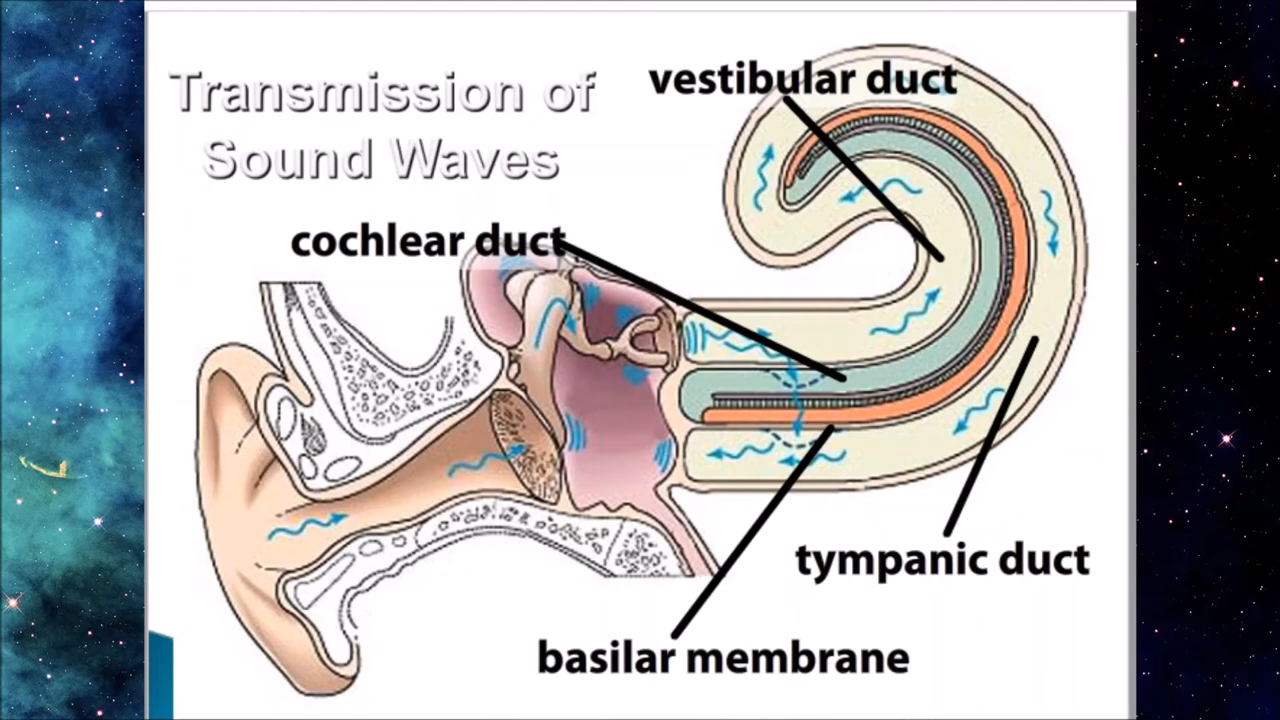 Transmission of
Sound Waves
vestibular duct
cochlear duct
tympanic duct
basilar membrane